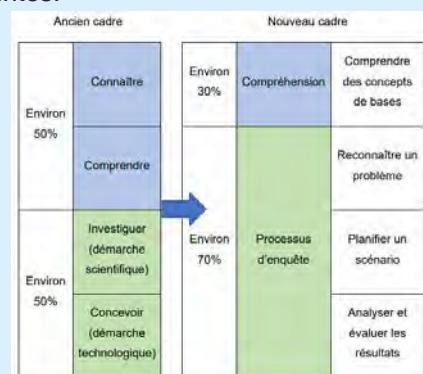 Ancien cadre
Nouveau cadre
Environ
50%
Connaître
Comprendre
Environ
50%
Investiguer
(démarche
scientifique)
Concevoir
(démarche
technologique)
Environ
30%
Compréhension
Comprendre
des concepts
de bases
Environ
70%
Processus
d'enquête
Reconnaître un
problème
Planifier un
scénario
Analyser et
évaluer les
résultats